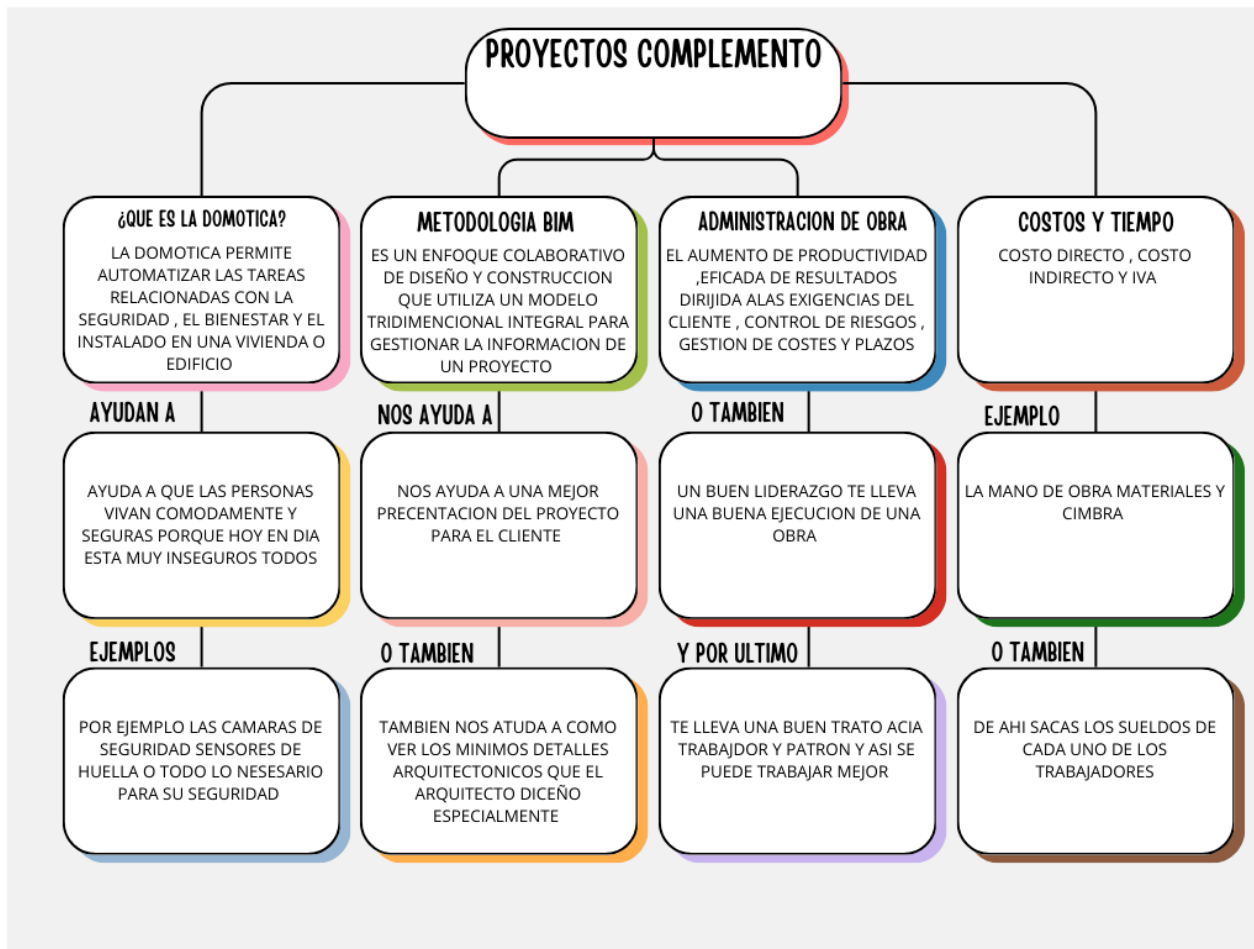 PROYECTOS COMPLEMENTO
¿QUE ES LA DOMOTICA?
LA DOMOTICA PERMITE
AUTOMATIZAR LAS TAREAS
RELACIONADAS CON LA
SEGURIDAD , EL BIENESTAR Y EL
INSTALADO EN UNA VIVIENDA O
EDIFICIO
AYUDAN A
AYUDA A QUE LAS PERSONAS
VIVAN COMODAMENTE Y
SEGURAS PORQUE HOY EN DIA
ESTA MUY INSEGUROS TODOS
EJEMPLOS
POR EJEMPLO LAS CAMARAS DE
SEGURIDAD SENSORES DE
HUELLA O TODO LO NESESARIO
PARA SU SEGURIDAD
METODOLOGIA BIM
ES UN ENFOQUE COLABORATIVO
DE DISEÑO Y CONSTRUCCION
QUE UTILIZA UN MODELO
TRIDIMENCIONAL INTEGRAL PARA
GESTIONAR LA INFORMACION DE
UN PROYECTO
NOS AYUDA A
NOS AYUDA A UNA MEJOR
PRECENTACION DEL PROYECTO
PARA EL CLIENTE
O TAMBIEN
TAMBIEN NOS ATUDA A COMO
VER LOS MINIMOS DETALLES
ARQUITECTONICOS QUE EL
ARQUITECTO DICEÑO
ESPECIALMENTE
ADMINISTRACION DE OBRA
EL AUMENTO DE PRODUCTIVIDAD
,EFICADA DE RESULTADOS
DIRIJIDA ALAS EXIGENCIAS DEL
CLIENTE , CONTROL DE RIESGOS ,
GESTION DE COSTES Y PLAZOS
O TAMBIEN
UN BUEN LIDERAZGO TE LLEVA
UNA BUENA EJECUCION DE UNA
OBRA
Y POR ULTIMO
TE LLEVA UNA BUEN TRATO ACIA
TRABAJDOR Y PATRON Y ASI SE
PUEDE TRABAJAR MEJOR
COSTOS Y TIEMPO
COSTO DIRECTO , COSTO
INDIRECTO Y IVA
EJEMPLO
LA MANO DE OBRA MATERIALES Y
CIMBRA
O TAMBIEN
DE AHI SACAS LOS SUELDOS DE
CADA UNO DE LOS
TRABAJADORES